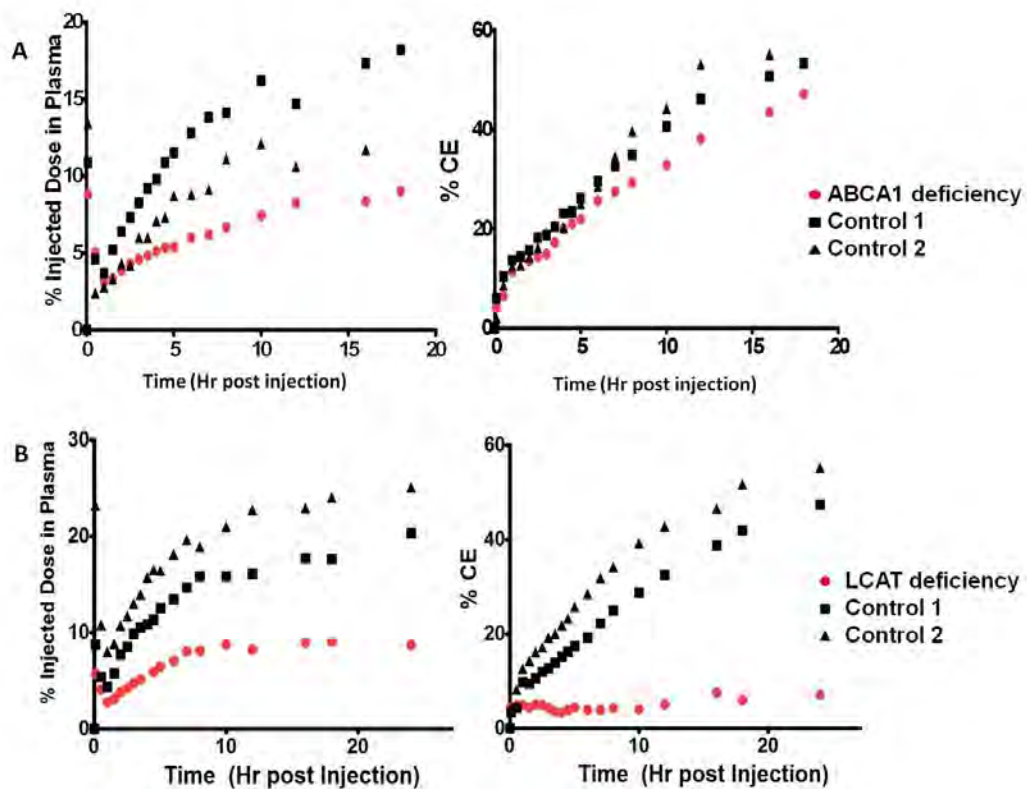 A
% Injected Dose in Plasma
20
15
10
5
0
0 5 10 15 20
Time (Hr post injection)
% CE
60
40
20
0
0 5 10 15 20
Time (Hr post injection)
ABCA1 deficiency
Control 1
Control 2
B
% Injected Dose in Plasma
30
20
10
0
0 10 20
Time (Hr post Injection)
% CE
60
40
20
0
0 10 20
Time (Hr post Injection)
LCAT deficiency
Control 1
Control 2